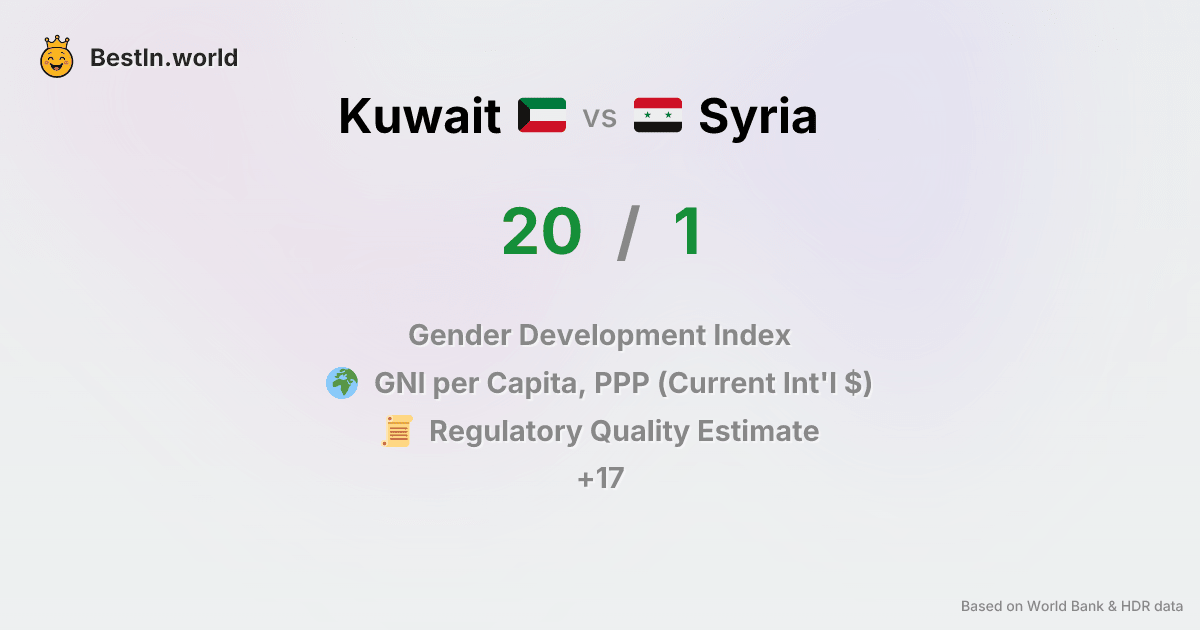 BestIn.world
Kuwait vs Syria
20 / 1
Gender Development Index
GNI per Capita, PPP (Current Int'l $)
Regulatory Quality Estimate
+17
Based on World Bank & HDR data